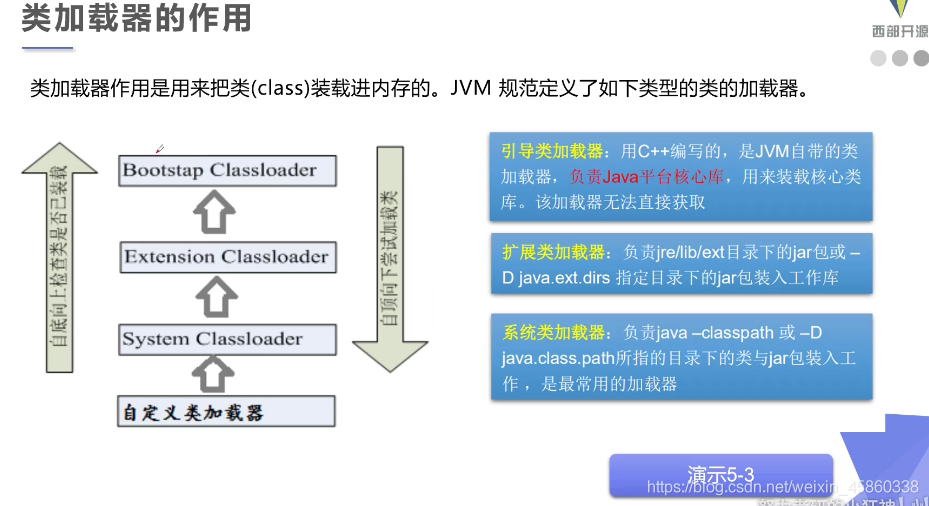 类加载器的作用
西部开源
类加载器作用是用来把类(class)装载进内存的。JVM 规范定义了如下类型的类的加载器。
自底向上检查类是否已装载
Bootstap Classloader
Extension Classloader
System Classloader
自定义类加载器
自顶向下尝试加载类
引导类加载器：用C++编写的，是JVM自带的类
加载器，负责Java平台核心库，用来装载核心类
库。该加载器无法直接获取
扩展类加载器：负责jre/lib/ext目录下的jar包或 –
D java.ext.dirs 指定目录下的jar包装入工作库
系统类加载器：负责java –classpath 或 –D
java.class.path所指的目录下的类与jar包装入工
作 ，是最常用的加载器
演示5-3
https://blog.csdn.net/weixin_45860338